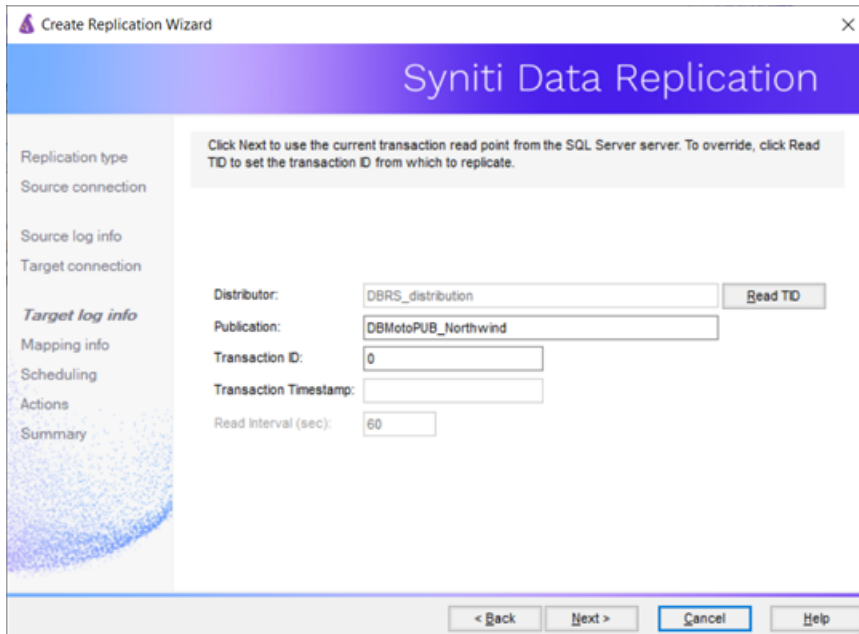 Create Replication Wizard
Syniti Data Replication
Click Next to use the current transaction read point from the SQL Server server. To override, click Read
TID to set the transaction ID from which to replicate.
Replication type
Source connection
Source log info
Target connection
Target log info
Mapping info
Scheduling
Actions
Summary
Distributor: DBRS_distribution Read TID
Publication: DBMotoPUB_Northwind
Transaction ID: 0
Transaction Timestamp:
Read Interval (sec): 60
< Back Next > Cancel Help